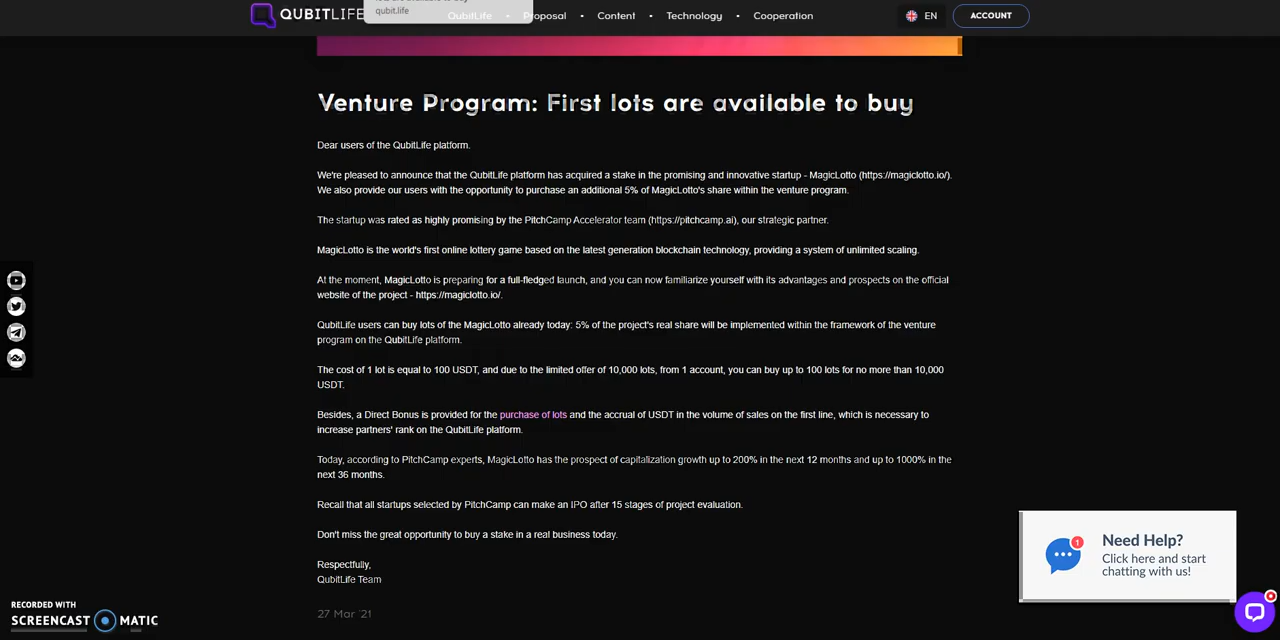 qubit.life
QUBITLIFE QubitLife • Proposal • Content • Technology • Cooperation EN ACCOUNT
Venture Program: First lots are available to buy
Dear users of the QubitLife platform.
We're pleased to announce that the QubitLife platform has acquired a stake in the promising and innovative startup - MagicLotto (https://magiclotto.io/).
We also provide our users with the opportunity to purchase an additional 5% of MagicLotto's share within the venture program.
The startup was rated as highly promising by the PitchCamp Accelerator team (https://pitchcamp.ai), our strategic partner.
MagicLotto is the world's first online lottery game based on the latest generation blockchain technology, providing a system of unlimited scaling.
At the moment, MagicLotto is preparing for a full-fledged launch, and you can now familiarize yourself with its advantages and prospects on the official
website of the project - https://magiclotto.io/.
QubitLife users can buy lots of the MagicLotto already today: 5% of the project's real share will be implemented within the framework of the venture
program on the QubitLife platform.
The cost of 1 lot is equal to 100 USDT, and due to the limited offer of 10,000 lots, from 1 account, you can buy up to 100 lots for no more than 10,000
USDT.
Besides, a Direct Bonus is provided for the purchase of lots and the accrual of USDT in the volume of sales on the first line, which is necessary to
increase partners' rank on the QubitLife platform.
Today, according to PitchCamp experts, MagicLotto has the prospect of capitalization growth up to 200% in the next 12 months and up to 1000% in the
next 36 months.
Recall that all startups selected by PitchCamp can make an IPO after 15 stages of project evaluation.
Don't miss the great opportunity to buy a stake in a real business today.
Respectfully,
QubitLife Team
27 Mar '21
1
Need Help?
Click here and start
chatting with us!
RECORDED WITH
SCREENCAST MATIC